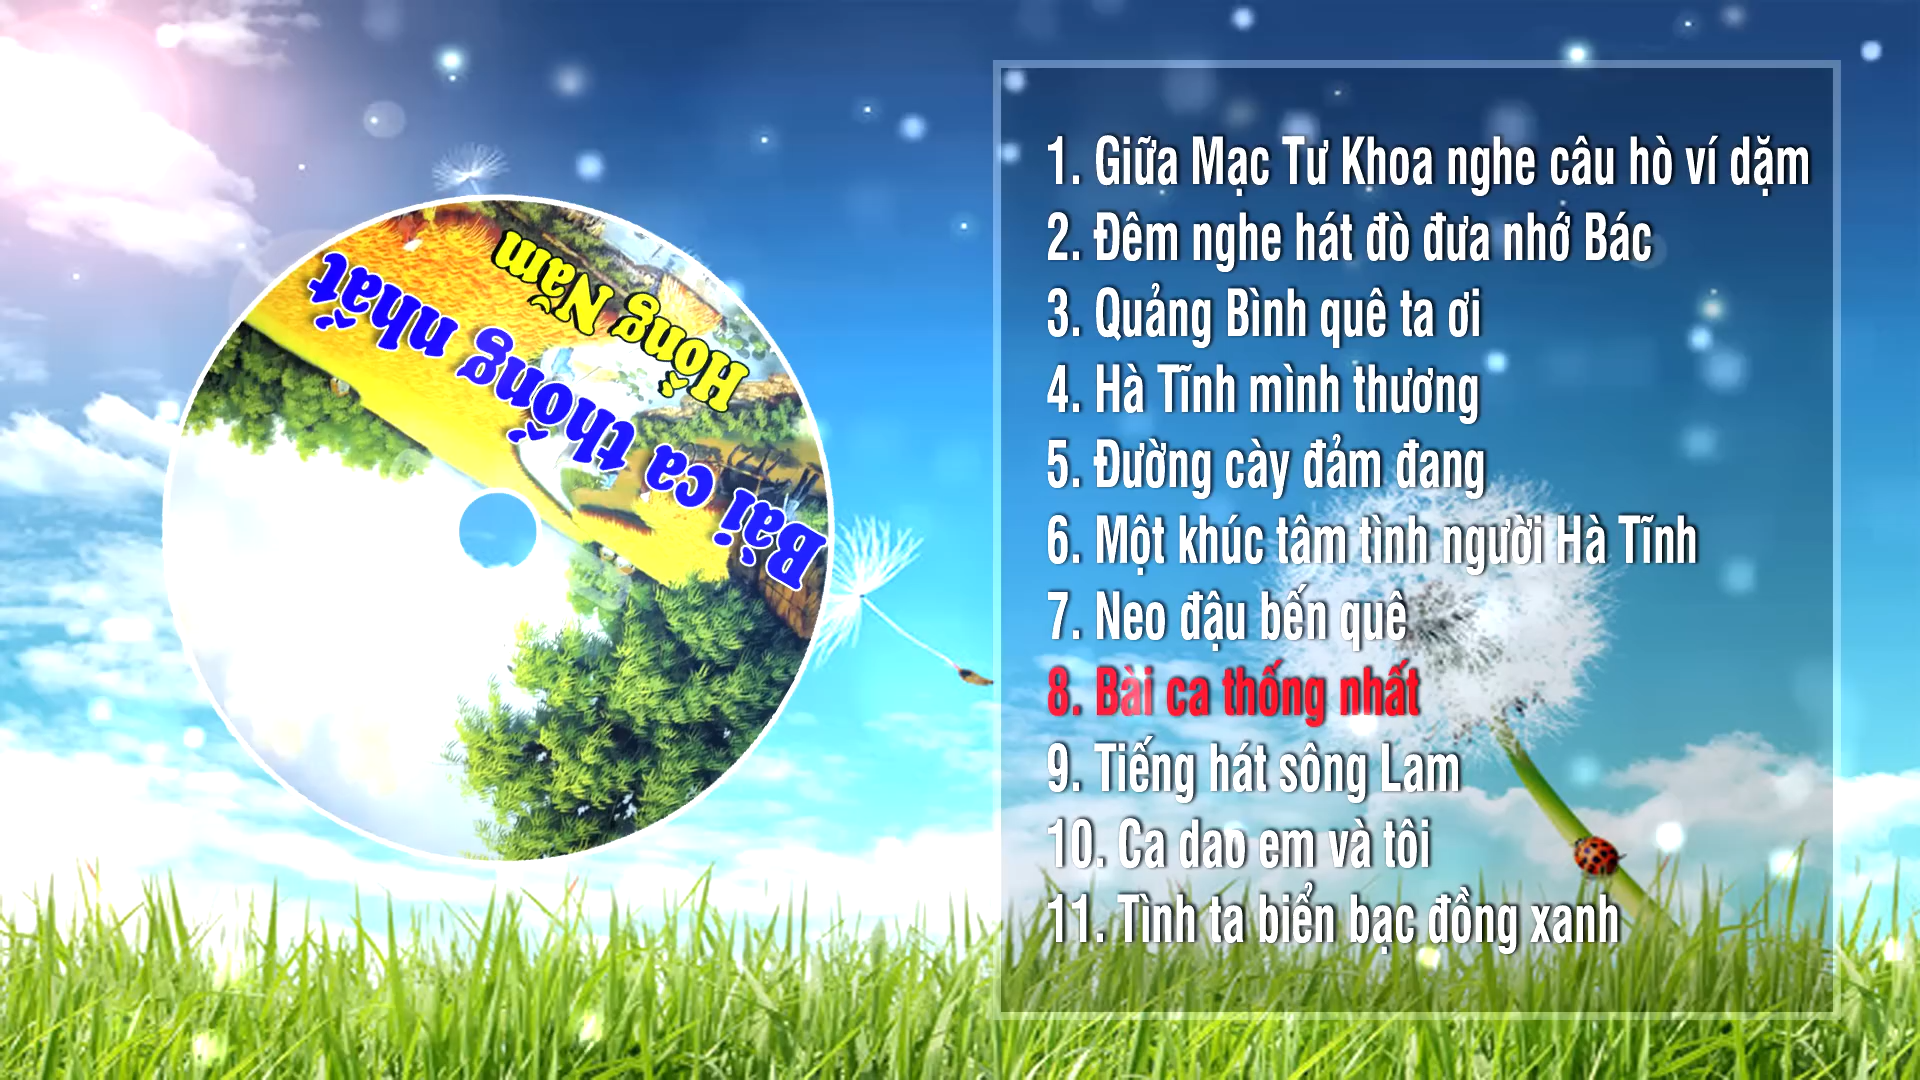 Bài ca thống nhất
Hồng Năm
1. Giữa Mạc Tư Khoa nghe câu hò ví dặm
2. Đêm nghe hát đò đưa nhớ Bác
3. Quảng Bình quê ta ơi
4. Hà Tĩnh mình thương
5. Đường cày đảm đang
6. Một khúc tâm tình người Hà Tĩnh
7. Neo đậu bến quê
8. Bài ca thống nhất
9. Tiếng hát sông Lam
10. Ca dao em và tôi
11. Tình ta biển bạc đồng xanh